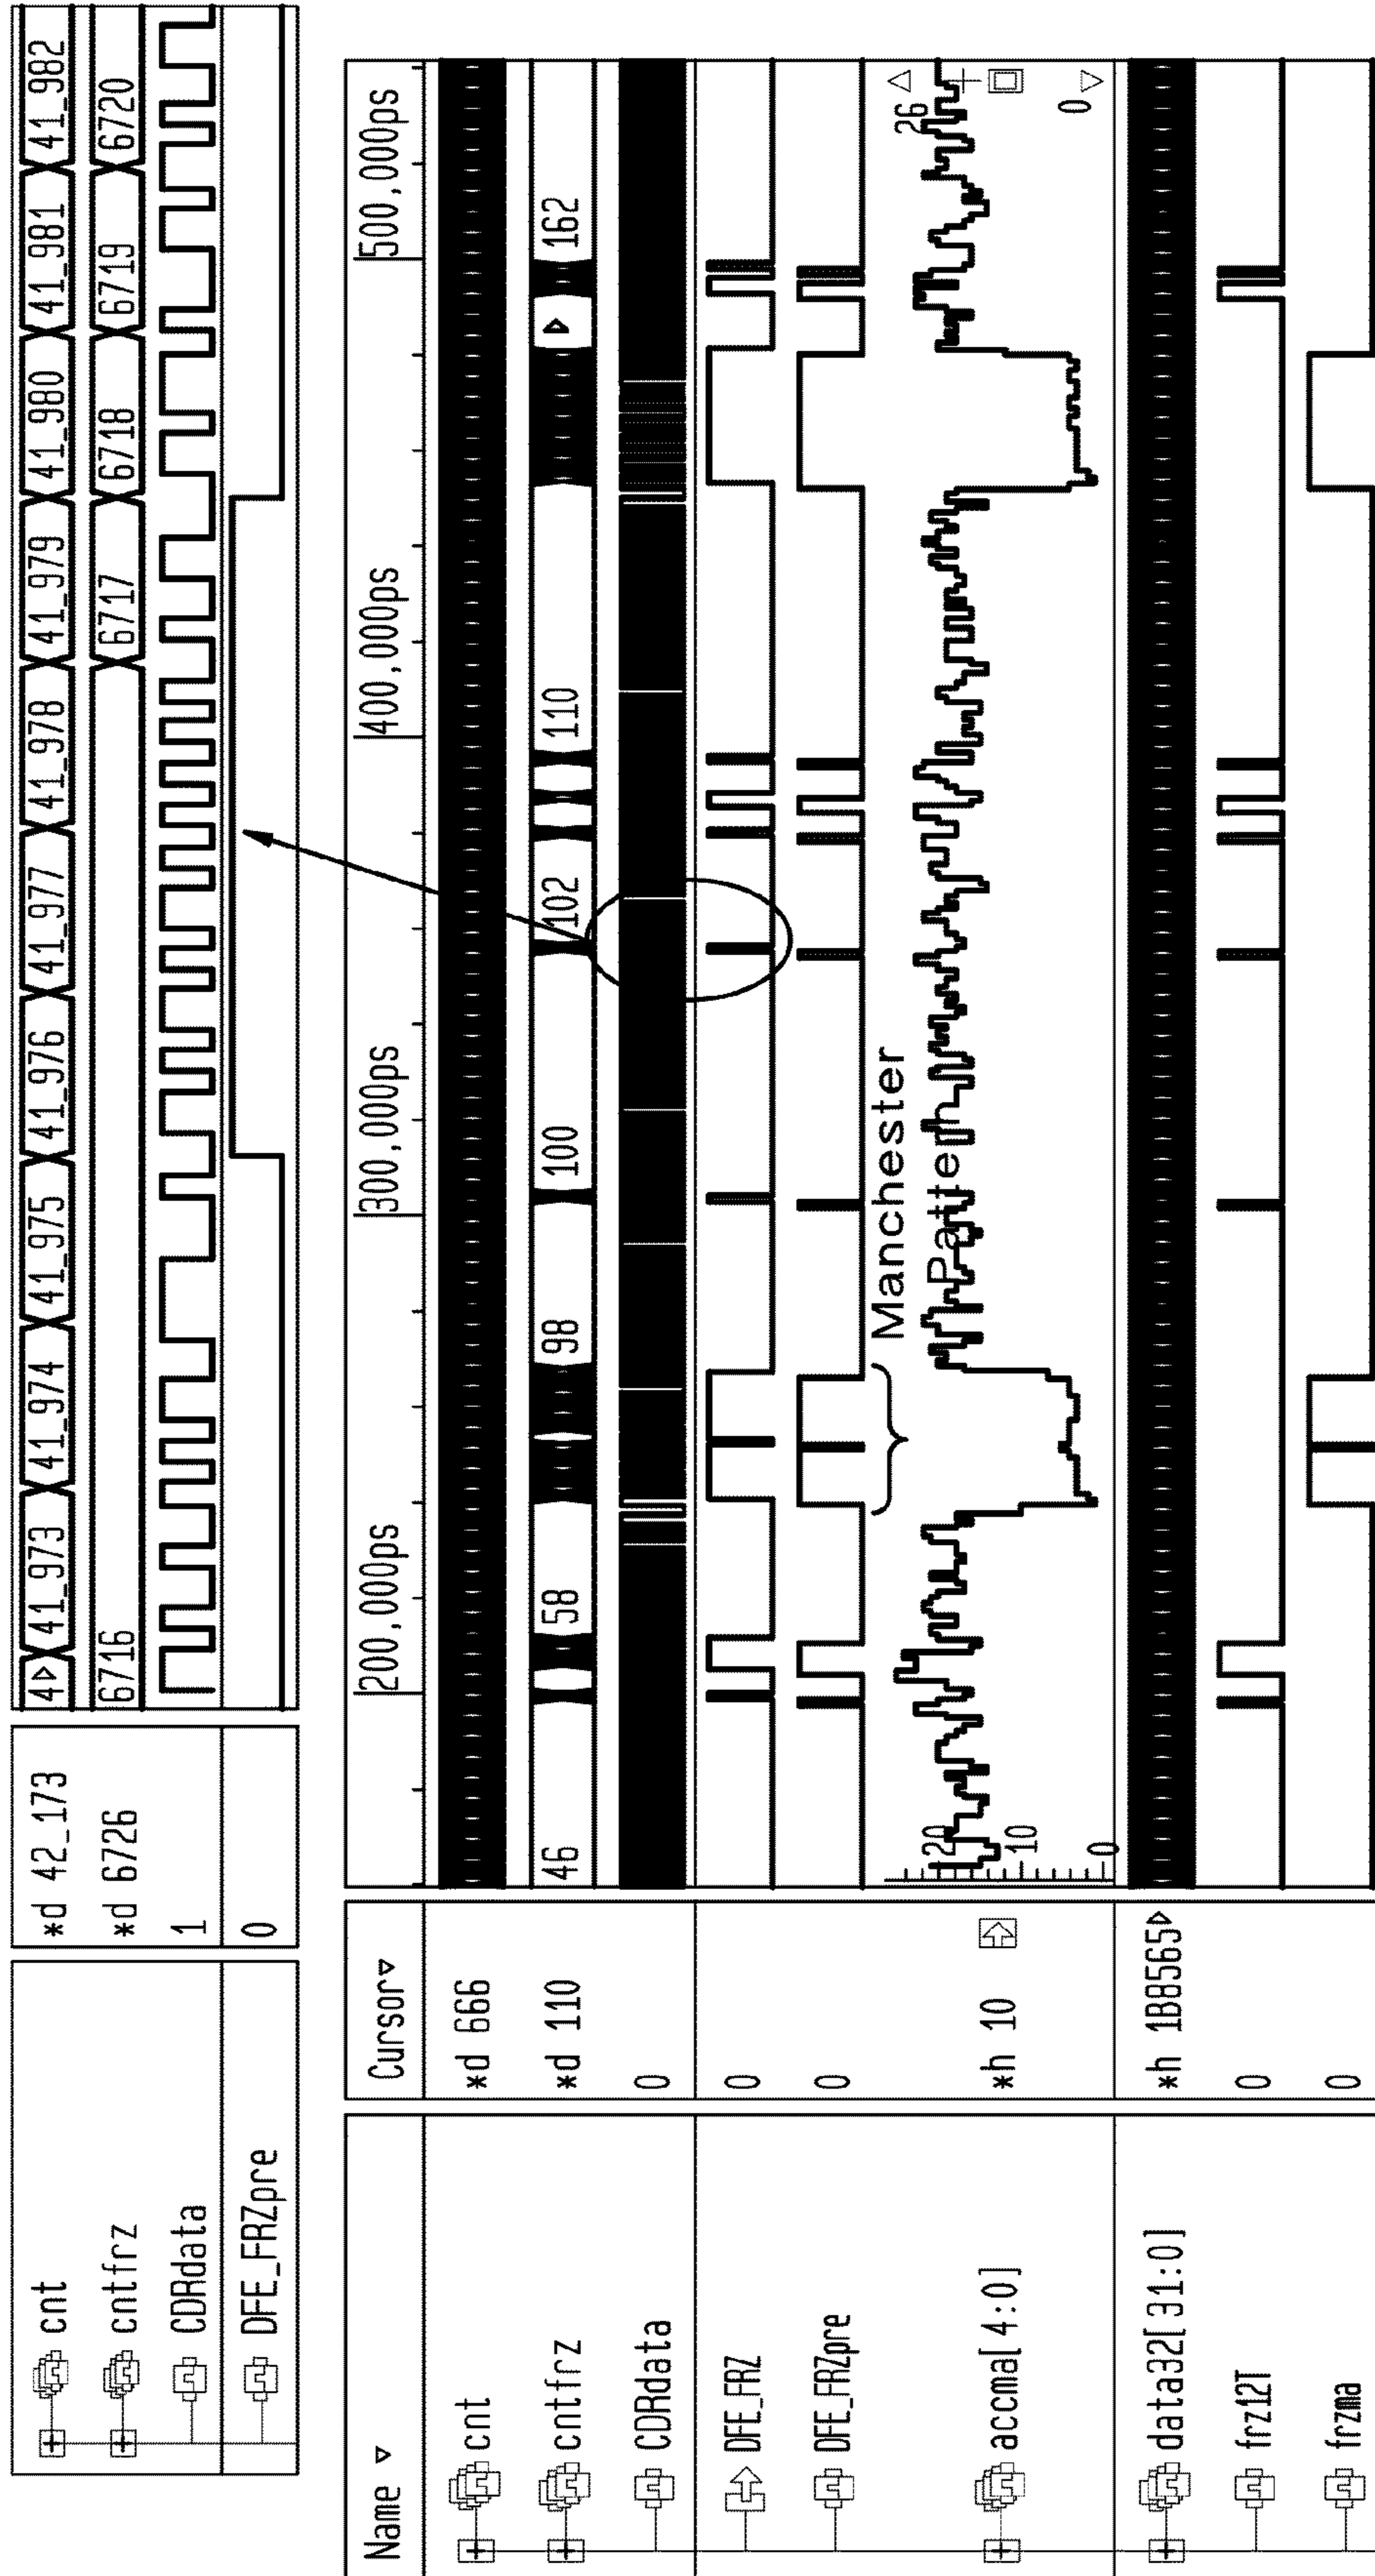 cnt *d 42_173 4 41_973 41_974 41_975 41_976 41_977 41_978 41_979 41_980 41_981 41_982
cntfrz *d 6726 6716 6717 6718 6719 6720
CDRdata 1
DFE_FRZpre 0
Name Cursor 200,000ps 300,000ps 400,000ps 500,000ps
cnt *d 666
cntfrz *d 110 46 58 98 100 102 110 162
CDRdata 0
DFE_FRZ 0
DFE_FRZpre 0
Manchester
Pattern
accma[4:0] *h 10 20 10 0 26 0
data32[31:0] *h 1B8565
frz12T 0
frzma 0